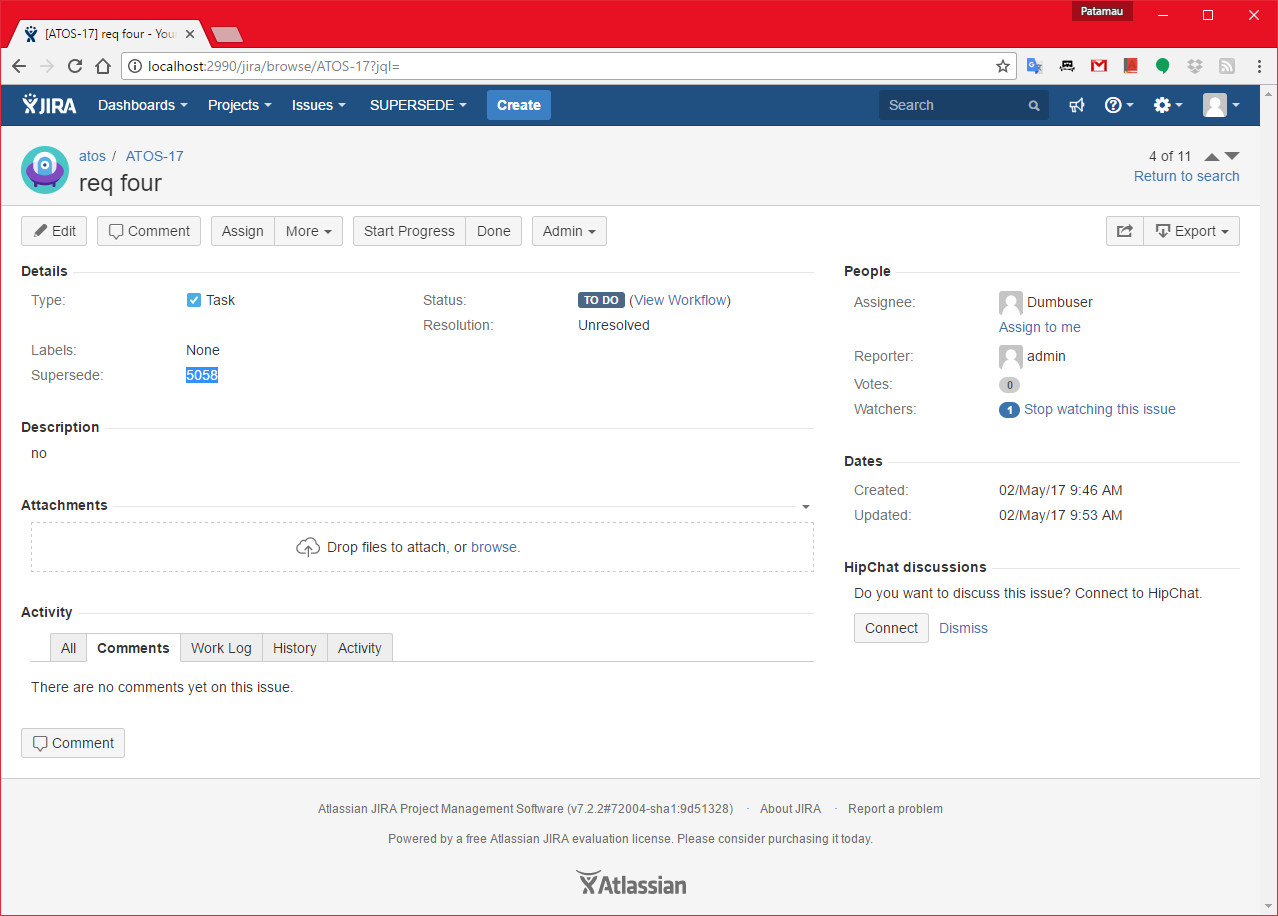 Patamau
[ATOS-17] req four - You
localhost:2990/jira/browse/ATOS-17?jql=
JIRA Dashboards Projects Issues SUPERSEDE Create Search
atos / ATOS-17
req four
4 of 11
Return to search
Edit Comment Assign More Start Progress Done Admin Export
Details
Type: Task
Status: TO DO (View Workflow)
Resolution: Unresolved
Labels: None
Supersede: 5058
Description
no
Attachments
Drop files to attach, or browse.
Activity
All Comments Work Log History Activity
There are no comments yet on this issue.
Comment
People
Assignee: Dumbuser
Assign to me
Reporter: admin
Votes: 0
Watchers: 1 Stop watching this issue
Dates
Created: 02/May/17 9:46 AM
Updated: 02/May/17 9:53 AM
HipChat discussions
Do you want to discuss this issue? Connect to HipChat.
Connect Dismiss
Atlassian JIRA Project Management Software (v7.2.2#72004-sha1:9d51328) · About JIRA · Report a problem
Powered by a free Atlassian JIRA evaluation license. Please consider purchasing it today.
Atlassian